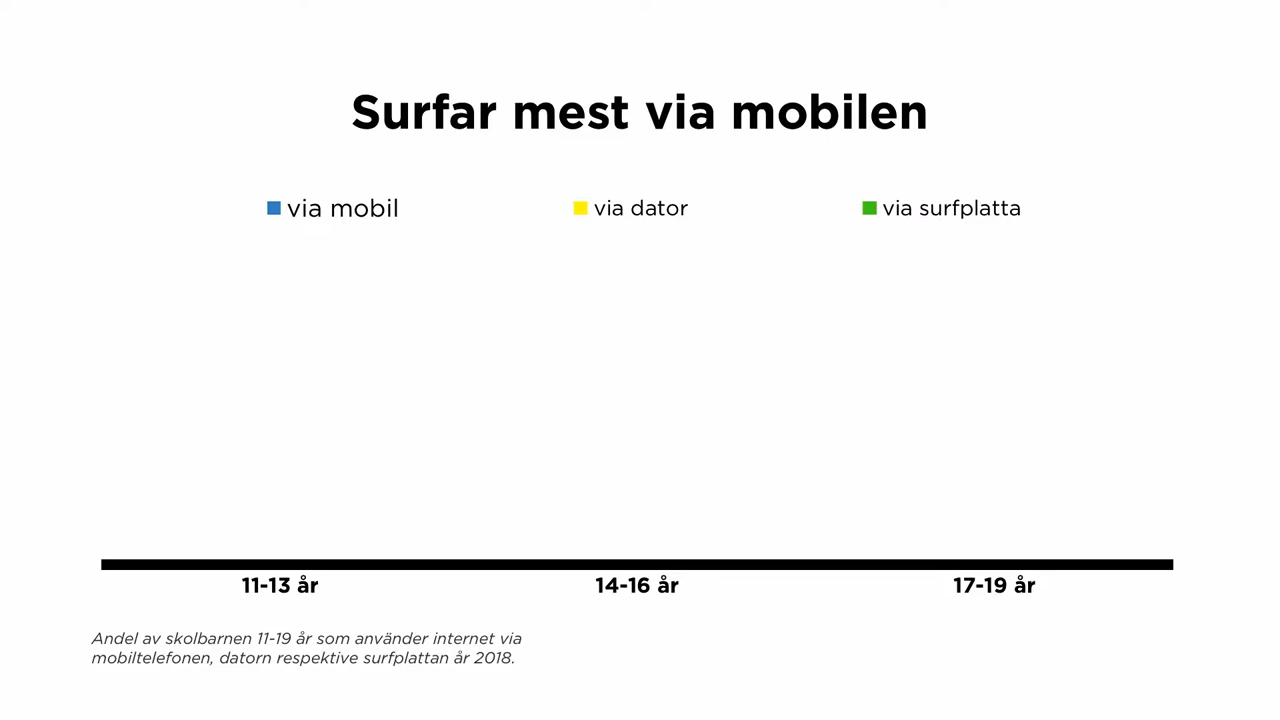 Surfar mest via mobilen
via mobil via dator via surfplatta
11-13 år 14-16 år 17-19 år
Andel av skolbarnen 11-19 år som använder internet via
mobiltelefonen, datorn respektive surfplattan år 2018.